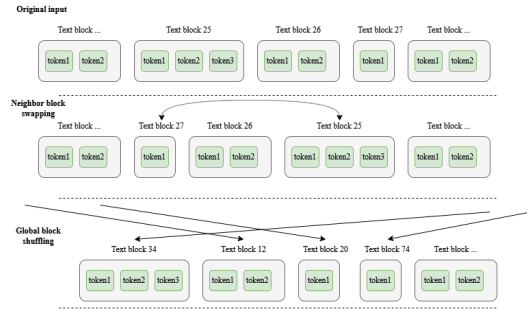 Original input
Text block ... Text block 25 Text block 26 Text block 27 Text block ...
token1 token2 token1 token2 token3 token1 token2 token1 token1 token2
Neighbor block
swapping
Text block ... Text block 27 Text block 26 Text block 25 Text block ...
token1 token2 token1 token1 token2 token1 token2 token3 token1 token2
Global block
shuffling
Text block 34 Text block 12 Text block 20 Text block 74 Text block ...
token1 token2 token3 token1 token2 token1 token1 token1 token2